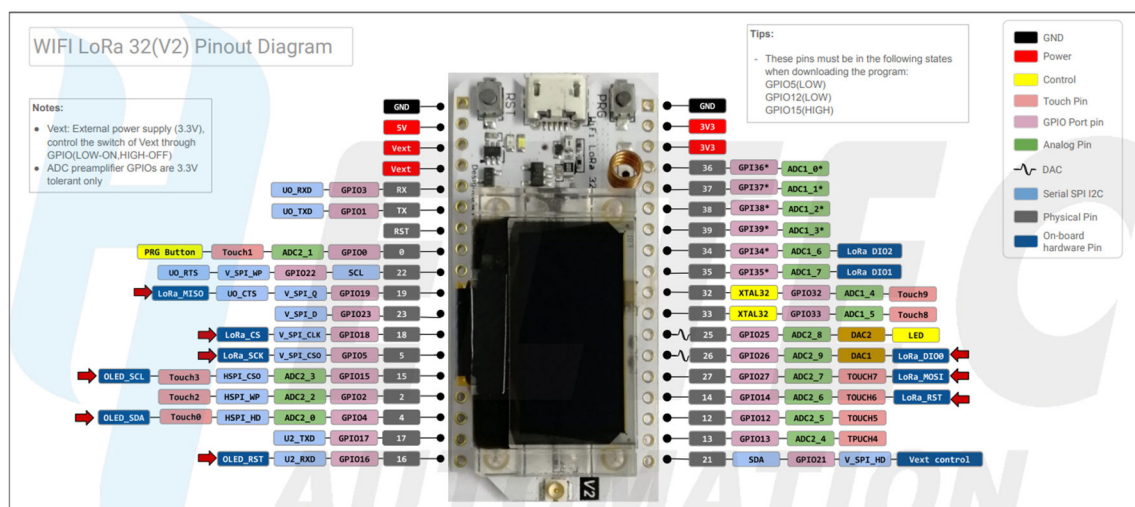 WIFI LoRa 32(V2) Pinout Diagram
Notes:
● Vext: External power supply (3.3V),
control the switch of Vext through
GPIO(LOW-ON,HIGH-OFF)
● ADC preamplifier GPIOs are 3.3V
tolerant only
Tips:
- These pins must be in the following states
when downloading the program:
GPIO5(LOW)
GPIO12(LOW)
GPIO15(HIGH)
GND
Power
Control
Touch Pin
GPIO Port pin
Analog Pin
DAC
Serial SPI I2C
Physical Pin
On-board
hardware Pin
GND
5V
Vext
Vext
UO_RXD GPIO3 RX
UO_TXD GPIO1 TX
RST
PRG Button Touch1 ADC2_1 GPIO0 0
UO_RTS V_SPI_WP GPIO22 SCL 22
LoRa_MISO UO_CTS V_SPI_Q GPIO19 19
V_SPI_D GPIO23 23
LoRa_CS V_SPI_CLK GPIO18 18
LoRa_SCK V_SPI_CSO GPIO5 5
OLED_SCL Touch3 HSPI_CSO ADC2_3 GPIO15 15
Touch2 HSPI_WP ADC2_2 GPIO2 2
OLED_SDA Touch0 HSPI_HD ADC2_0 GPIO4 4
U2_TXD GPIO17 17
OLED_RST U2_RXD GPIO16 16
RST
PRG
WiFi LoRa 32
V2
GND
3V3
3V3
36 GPI36* ADC1_0*
37 GPI37* ADC1_1*
38 GPI38* ADC1_2*
39 GPI39* ADC1_3*
34 GPI34* ADC1_6 LoRa DIO2
35 GPI35* ADC1_7 LoRa DIO1
32 XTAL32 GPIO32 ADC1_4 Touch9
33 XTAL32 GPIO33 ADC1_5 Touch8
25 GPIO25 ADC2_8 DAC2 LED
26 GPIO26 ADC2_9 DAC1 LoRa_DIO0
27 GPIO27 ADC2_7 TOUCH7 LoRa_MOSI
14 GPIO14 ADC2_6 TOUCH6 LoRa_RST
12 GPIO12 ADC2_5 TOUCH5
13 GPIO13 ADC2_4 TPUCH4
21 SDA GPIO21 V_SPI_HD Vext control
AUTOMATION